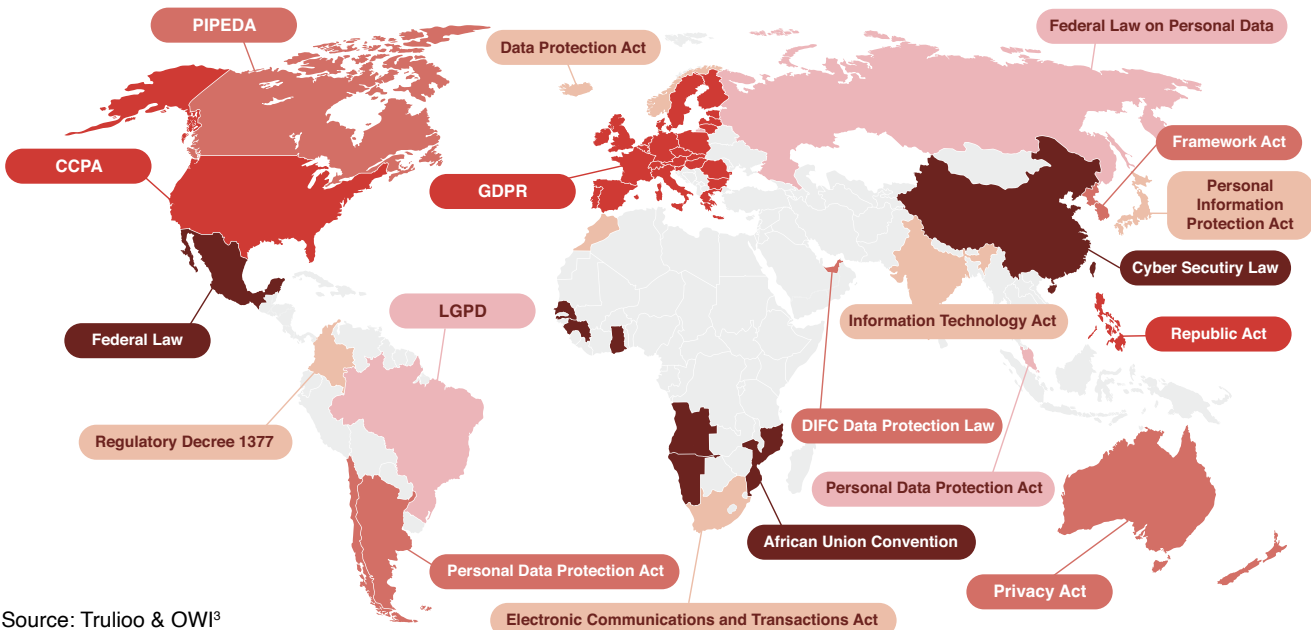 PIPEDA
Data Protection Act
Federal Law on Personal Data
Framework Act
CCPA
GDPR
Personal
Information
Protection Act
Cyber Secutiry Law
LGPD
Information Technology Act
Republic Act
Federal Law
Regulatory Decree 1377
DIFC Data Protection Law
Personal Data Protection Act
African Union Convention
Personal Data Protection Act
Privacy Act
Source: Trulioo & OWI³
Electronic Communications and Transactions Act